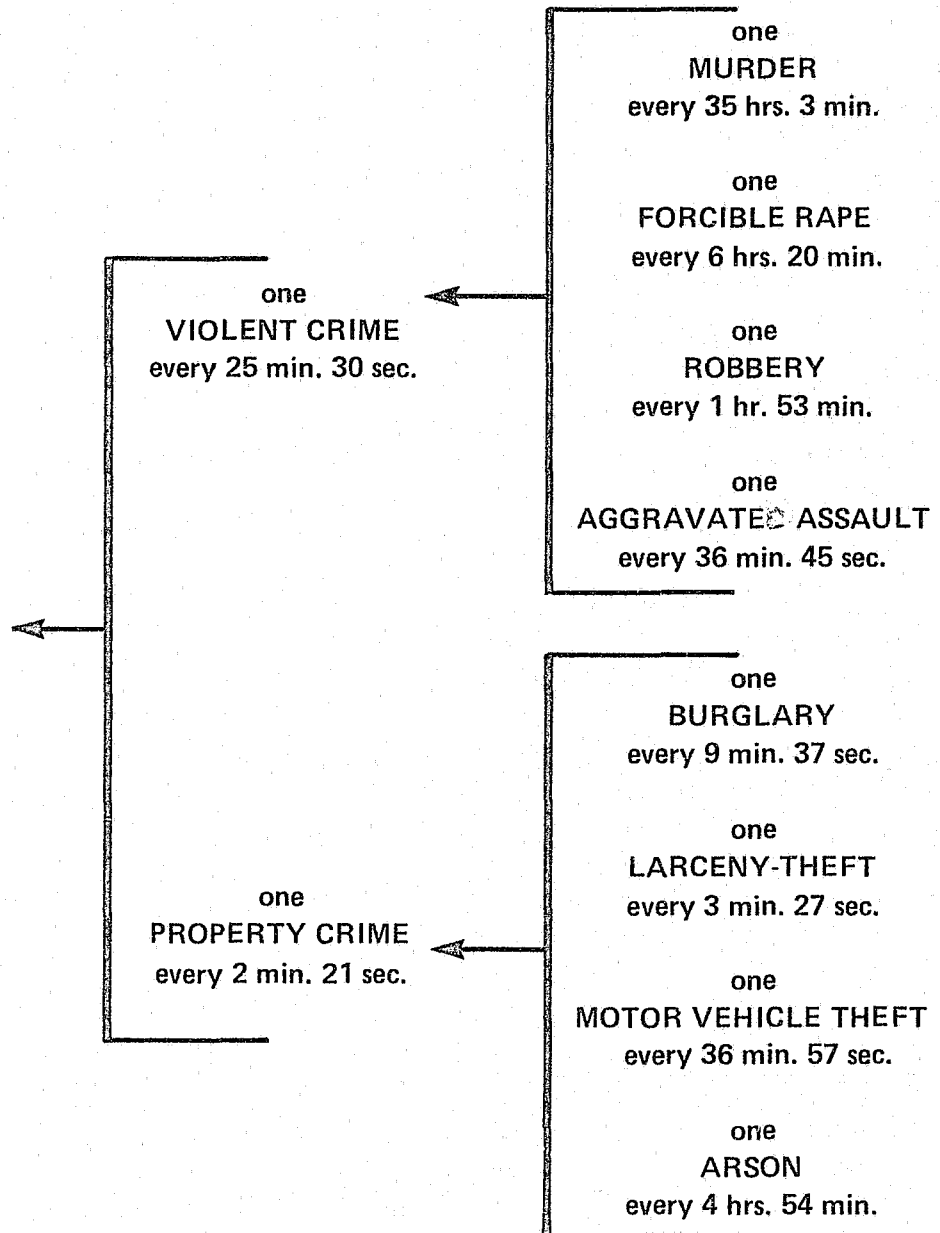 one
MURDER
every 35 hrs. 3 min.
one
FORCIBLE RAPE
every 6 hrs. 20 min.
one
VIOLENT CRIME
every 25 min. 30 sec.
one
ROBBERY
every 1 hr. 53 min.
one
AGGRAVATED ASSAULT
every 36 min. 45 sec.
one
BURGLARY
every 9 min. 37 sec.
one
LARCENY-THEFT
every 3 min. 27 sec.
one
PROPERTY CRIME
every 2 min. 21 sec.
one
MOTOR VEHICLE THEFT
every 36 min. 57 sec.
one
ARSON
every 4 hrs. 54 min.